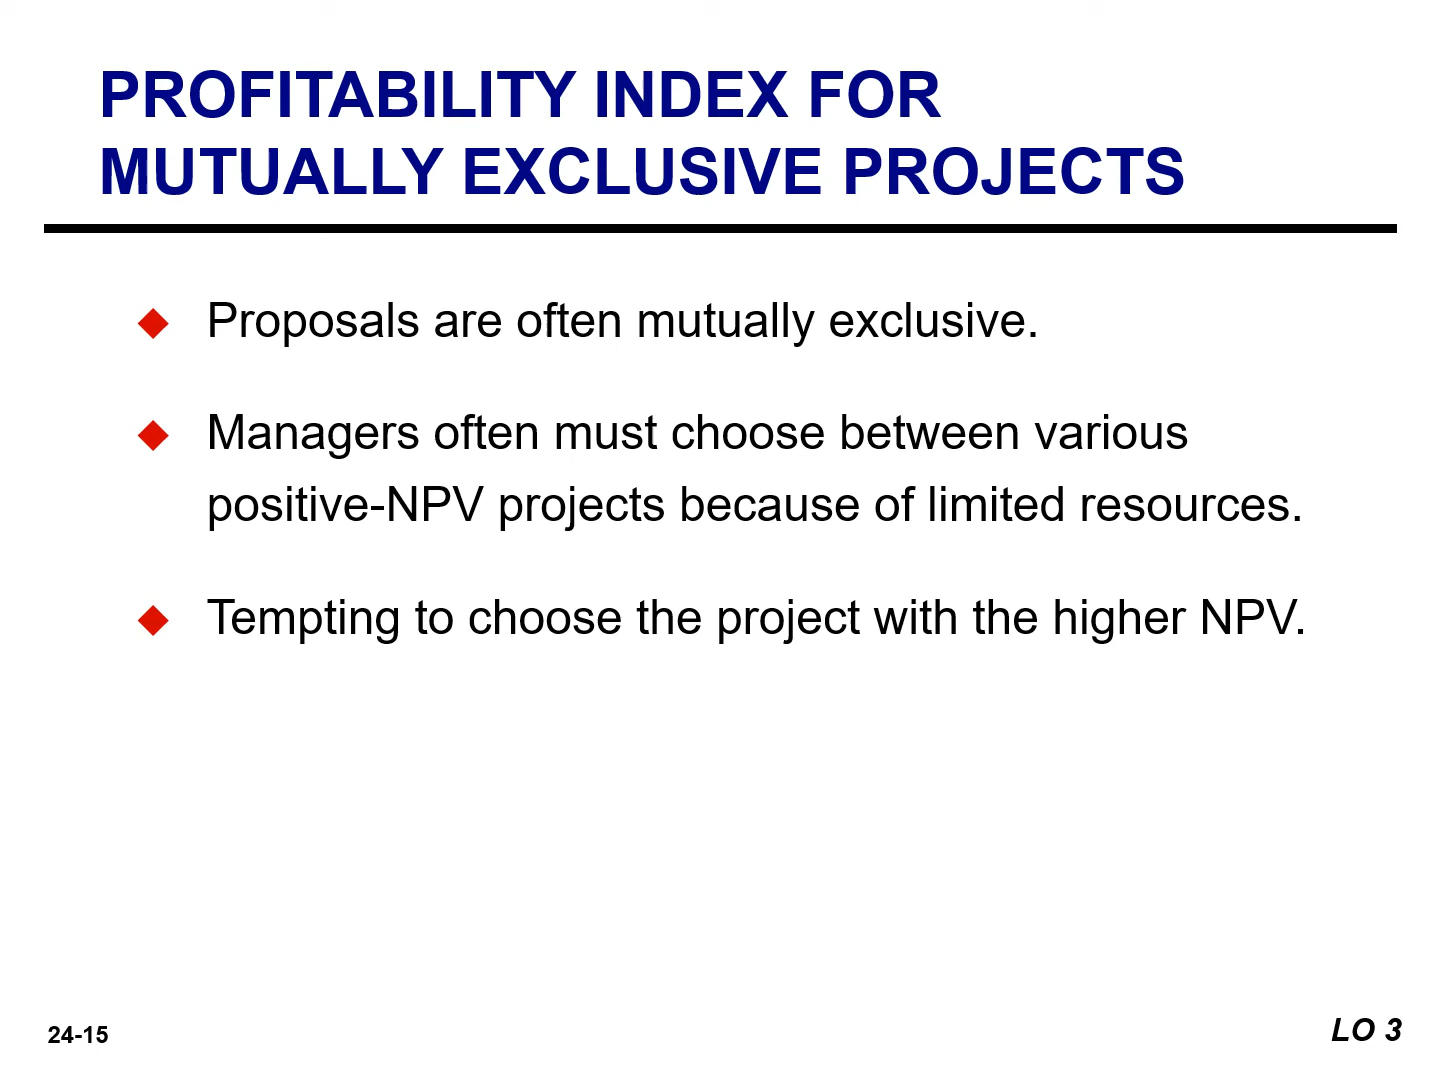 PROFITABILITY INDEX FOR
MUTUALLY EXCLUSIVE PROJECTS
Proposals are often mutually exclusive.
Managers often must choose between various
positive-NPV projects because of limited resources.
Tempting to choose the project with the higher NPV.
24-15
LO 3